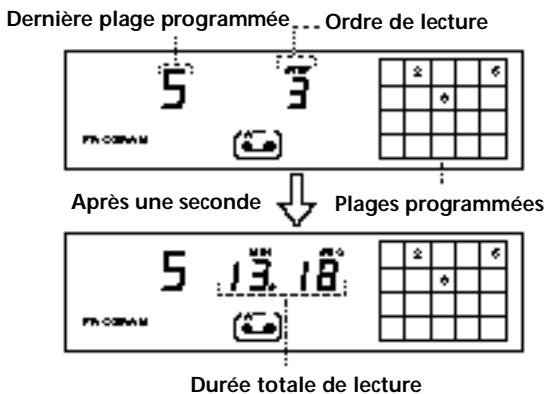 Dernière plage programmée
Ordre de lecture
5 3
PROGRAM
Après une seconde
Plages programmées
5 13. 18
PROGRAM
Durée totale de lecture